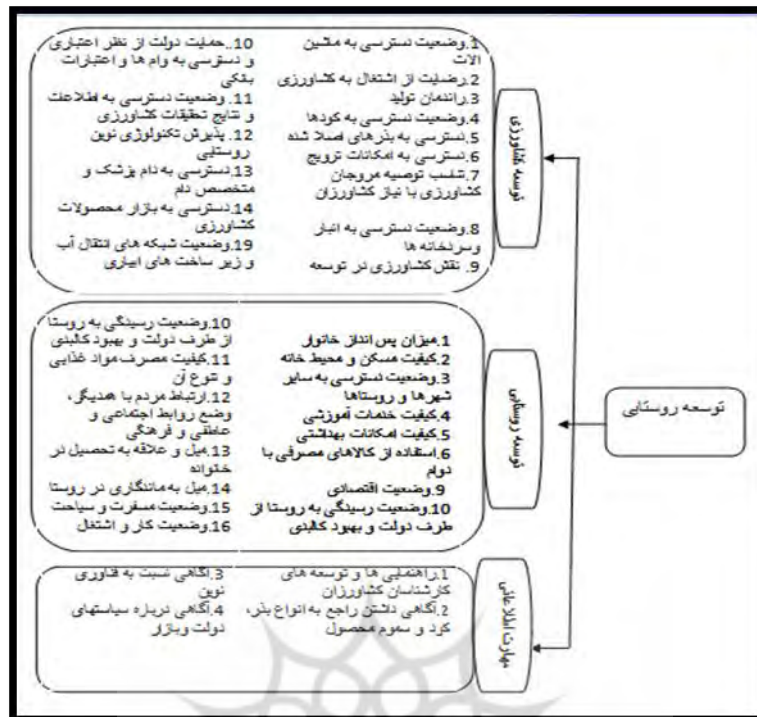 توسعه روستایی
توسعه کشاورزی
1.وضعیت دسترسی به ماشین
الات
2.رضایت از اشتغال به کشاورزی
3.راندمان تولید
4.وضعیت دسترسی به کودها
5.دسترسی به بذرهای اصلا شده
6.دسترسی به امکانات ترویج
7.تناسب توصیه مروجان
کشاورزی با نیاز کشاورزان
8.وضعیت دسترسی به انبار
وسردخانه ها
9. نقش کشاورزی در توسعه
10..حمایت دولت از نظر اعتباری
و دسترسی به وام ها و اعتبارات
بانکی
11. وضعیت دسترسی به اطلاعات
و نتایج تحقیقات کشاورزی
12. پذیرش تکنولوژی نوین
روستایی
13.دسترسی به دام پزشک و
متخصص دام
14.دسترسی به بازار محصولات
کشاورزی
19.وضعیت شبکه های انتقال آب
و زیر ساخت های ابیاری
توسعه روستایی
1.میزان پس انداز خانوار
2.کیفیت مسکن و محیط خانه
3.وضعیت دسترسی به سایر
شهرها و روستاها
4.کیفیت خدمات آموزشی
5.کیفیت امکانات بهداشتی
6.استفاده از کالاهای مصرفی با
دوام
9.وضعیت اقتصادی
10.وضعیت رسیدگی به روستا از
طرف دولت و بهبود کالبدی
10.وضعیت رسیدگی به روستا
از طرف دولت و بهبود کالبدی
11.کیفیت مصرف مواد غذایی
و تنوع آن
12.ارتباط مردم با همدیگر،
وضع روابط اجتماعی و
عاطفی و فرهنگی
13.میل و علاقه به تحصیل در
خانواده
14.میل به ماندگاری در روستا
15.وضعیت مسفرت و سیاحت
16.وضعیت کار و اشتغال
مهارت اطلاعاتی
1.راهنمایی ها و توسعه های
کارشناسان کشاورزان
2.آگاهی داشتن راجع به انواع بذر،
کود و سموم محصول
3.آگاهی نسبت به فناوری
نوین
4.آگاهی درباره سیاستهای
دولت وبازار